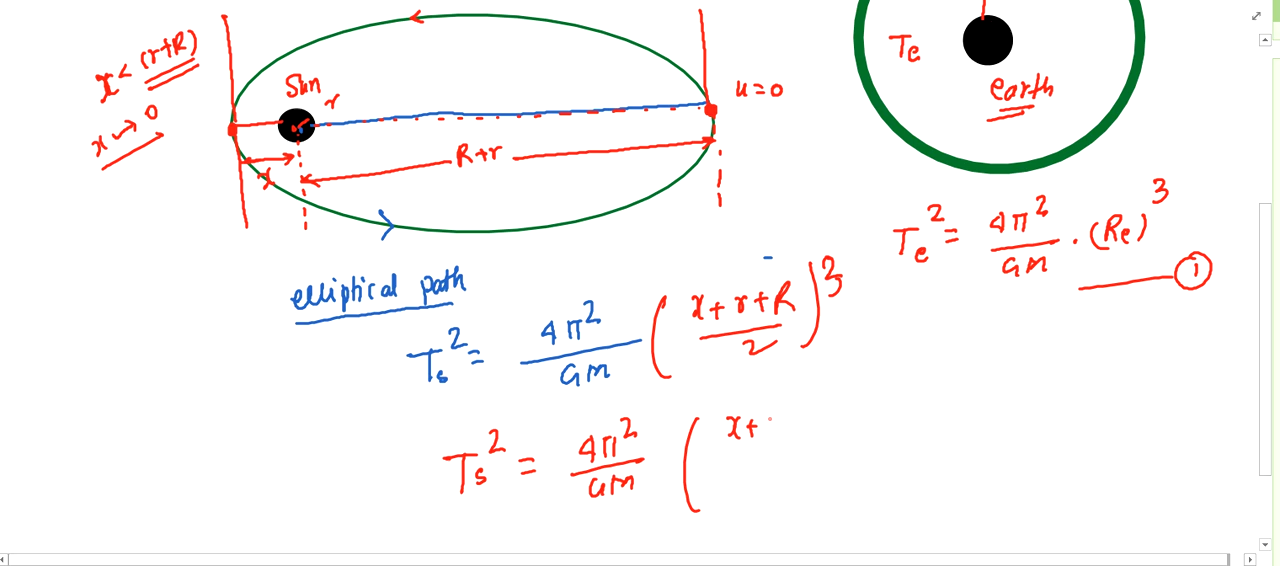 x < (r+R)
x → 0
Sun
r
u=0
R+r
x
Te
earth
Te² = 4π²/GM . (Re)³ ①
elliptical path
Ts² = 4π²/GM (x+r+R/2)³
Ts² = 4π²/GM ( x+